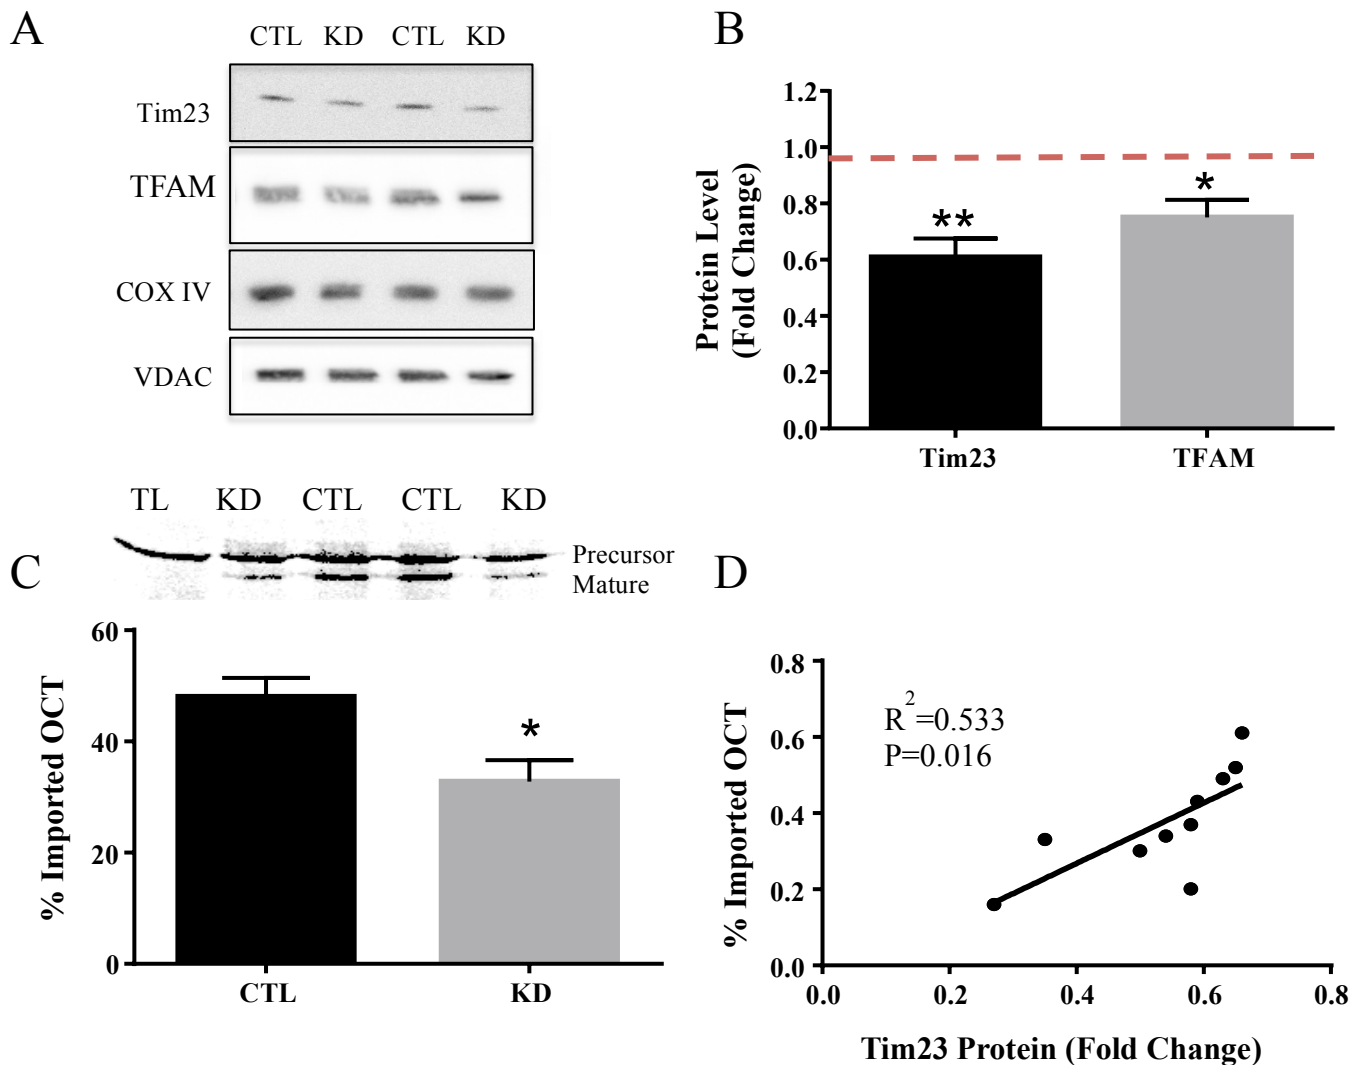 A
CTL KD CTL KD
Tim23
TFAM
COX IV
VDAC
B
1.2
1.0
0.8
0.6
0.4
0.2
0.0
Protein Level
(Fold Change)
**
*
Tim23 TFAM
C
TL KD CTL CTL KD
Precursor
Mature
60
40
20
0
% Imported OCT
*
CTL KD
D
0.8
0.6
0.4
0.2
0.0
% Imported OCT
R²=0.533
P=0.016
0.0 0.2 0.4 0.6 0.8
Tim23 Protein (Fold Change)